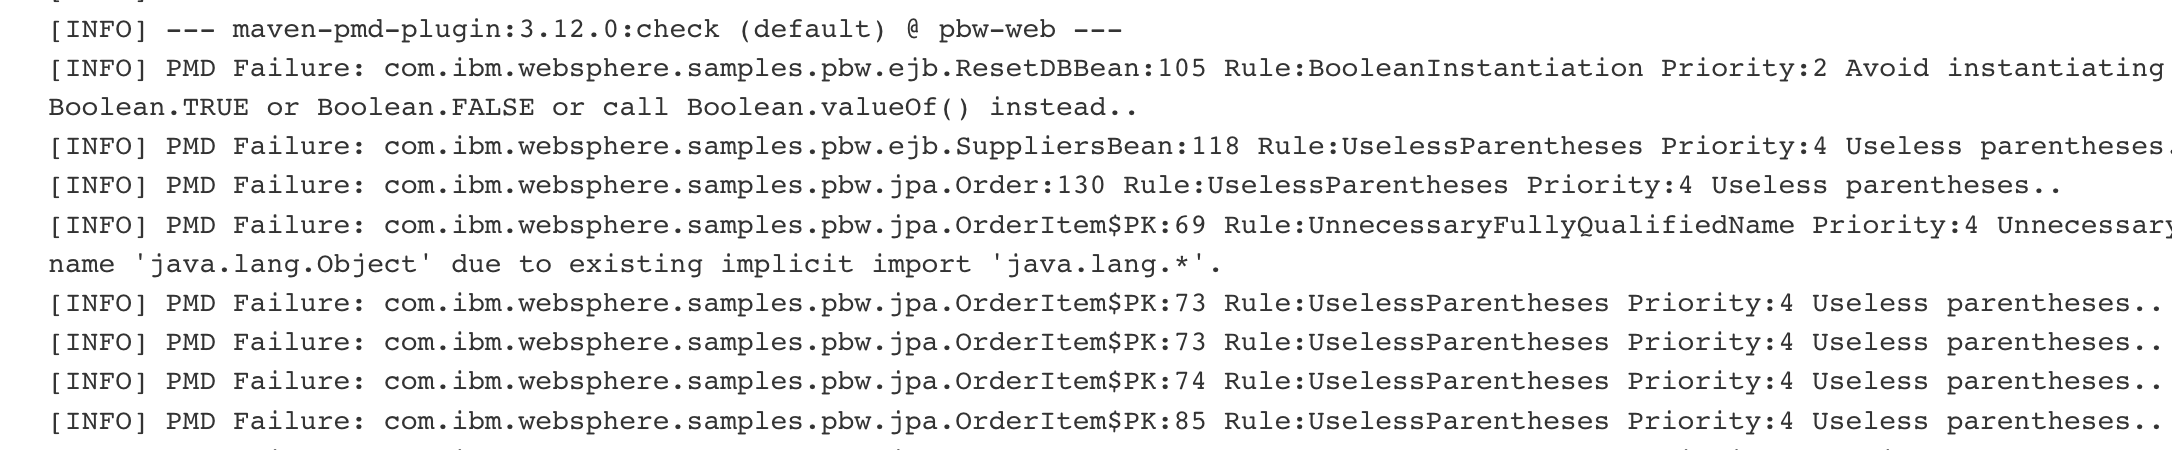 [INFO] --- maven-pmd-plugin:3.12.0:check (default) @ pbw-web ---
[INFO] PMD Failure: com.ibm.websphere.samples.pbw.ejb.ResetDBBean:105 Rule:BooleanInstantiation Priority:2 Avoid instantiating
Boolean.TRUE or Boolean.FALSE or call Boolean.valueOf() instead..
[INFO] PMD Failure: com.ibm.websphere.samples.pbw.ejb.SuppliersBean:118 Rule:UselessParentheses Priority:4 Useless parentheses.
[INFO] PMD Failure: com.ibm.websphere.samples.pbw.jpa.Order:130 Rule:UselessParentheses Priority:4 Useless parentheses..
[INFO] PMD Failure: com.ibm.websphere.samples.pbw.jpa.OrderItem$PK:69 Rule:UnnecessaryFullyQualifiedName Priority:4 Unnecessary
name 'java.lang.Object' due to existing implicit import 'java.lang.*'.
[INFO] PMD Failure: com.ibm.websphere.samples.pbw.jpa.OrderItem$PK:73 Rule:UselessParentheses Priority:4 Useless parentheses..
[INFO] PMD Failure: com.ibm.websphere.samples.pbw.jpa.OrderItem$PK:73 Rule:UselessParentheses Priority:4 Useless parentheses..
[INFO] PMD Failure: com.ibm.websphere.samples.pbw.jpa.OrderItem$PK:74 Rule:UselessParentheses Priority:4 Useless parentheses..
[INFO] PMD Failure: com.ibm.websphere.samples.pbw.jpa.OrderItem$PK:85 Rule:UselessParentheses Priority:4 Useless parentheses..